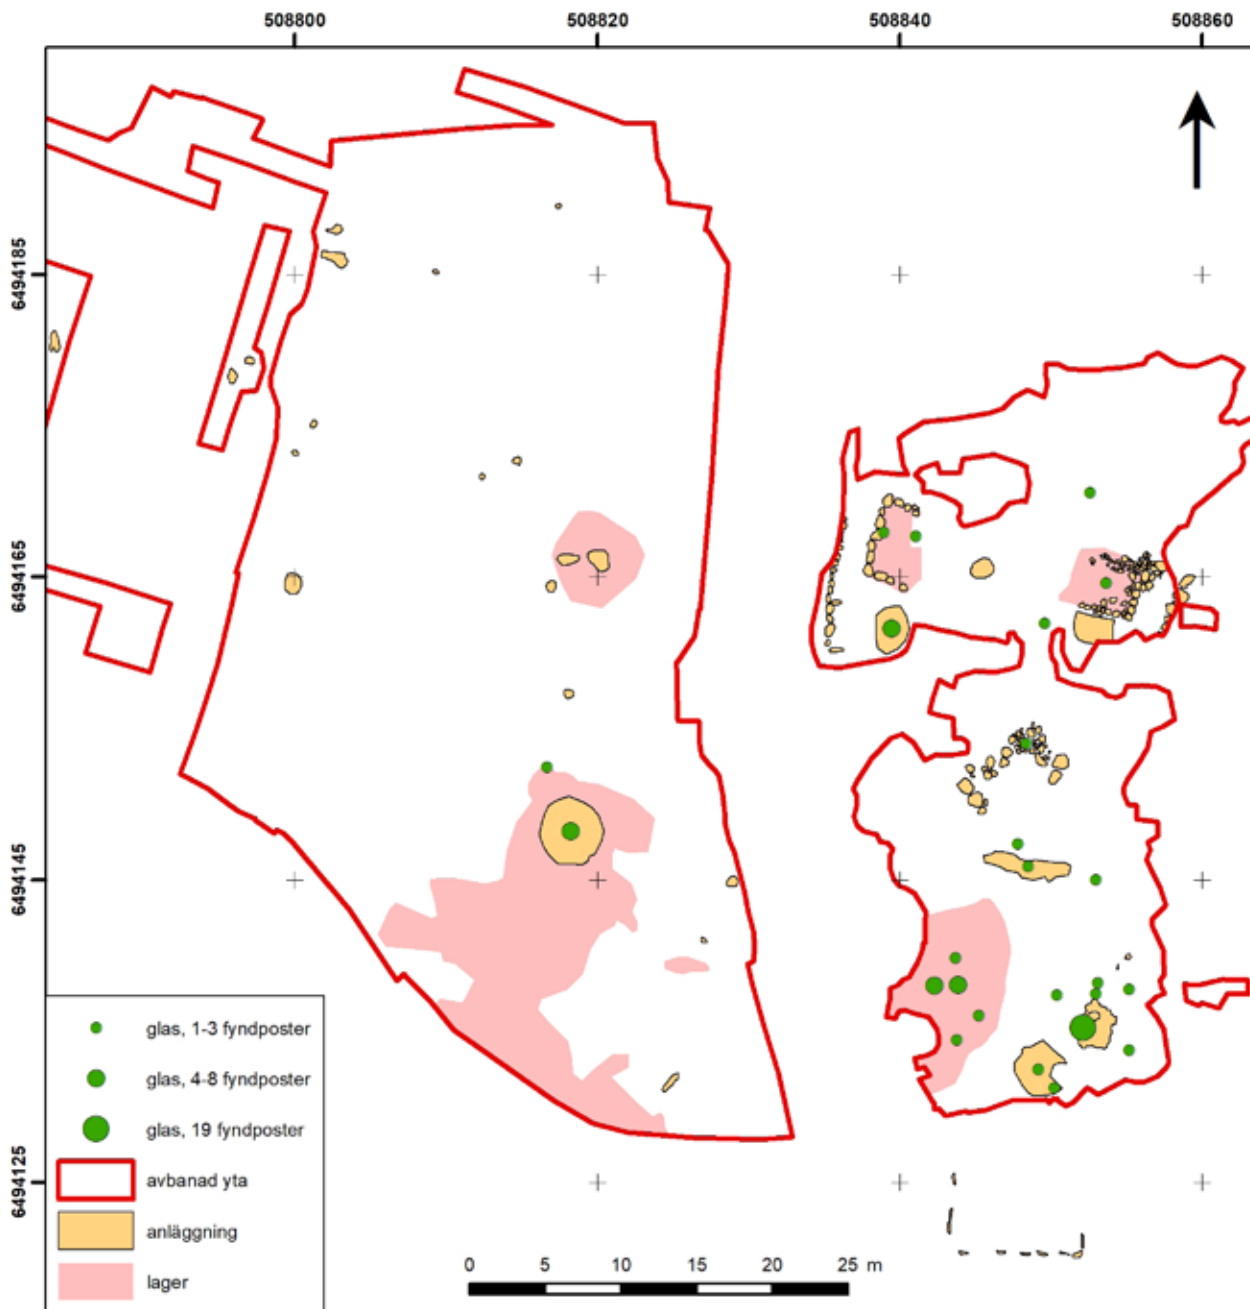 508800 508820 508840 508860
6494185
6494165
6494145
6494125
glas, 1-3 fyndposter
glas, 4-8 fyndposter
glas, 19 fyndposter
avbanad yta
anläggning
lager
0 5 10 15 20 25 m